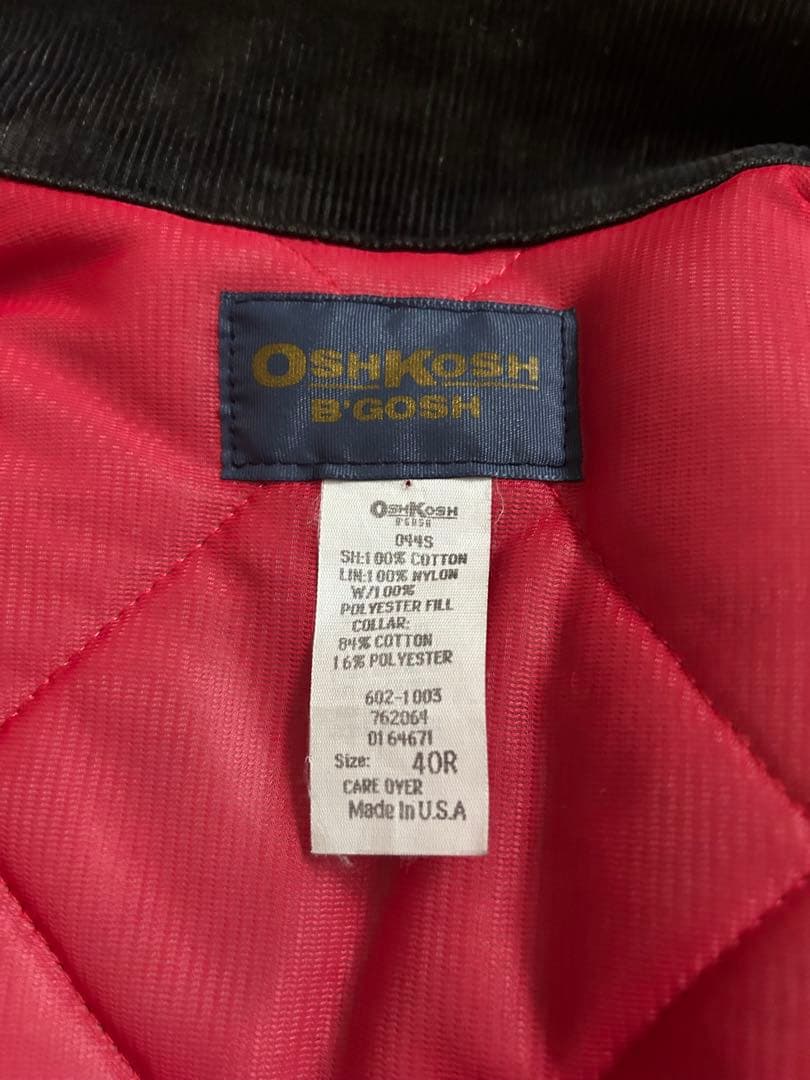 OSHKOSH
B'GOSH
OSHKOSH
B'GOSH
044S
SH:100% COTTON
LIN:100% NYLON
W/100%
POLYESTER FILL
COLLAR:
84% COTTON
16% POLYESTER
602-1003
762064
0164671
Size: 40R
CARE OVER
Made In U.S.A